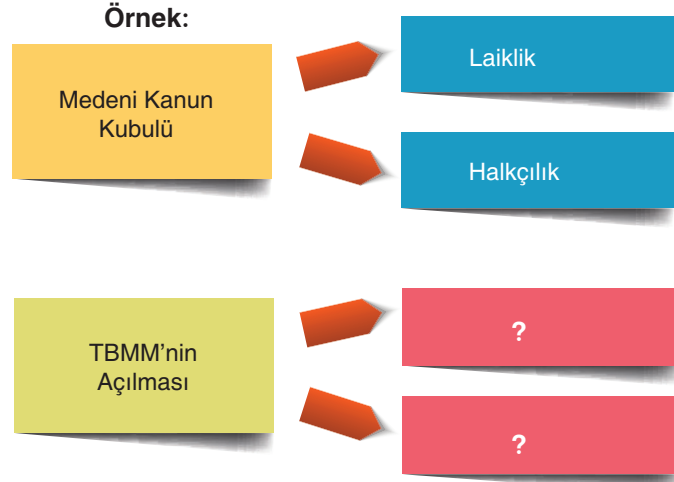 Örnek:
Medeni Kanun
Kubulü
Laiklik
Halkçılık
TBMM'nin
Açılması
?
?